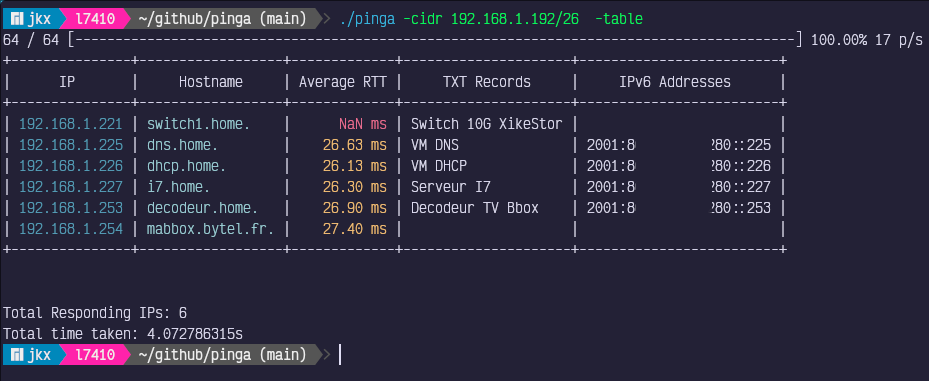 jkx l7410 ~/github/pinga (main) ./pinga -cidr 192.168.1.192/26 -table
64 / 64 [--------------------------------------------------------------------------------------] 100.00% 17 p/s
IP | Hostname | Average RTT | TXT Records | IPv6 Addresses
192.168.1.221 | switch1.home. | NaN ms | Switch 10G XikeStor |
192.168.1.225 | dns.home. | 26.63 ms | VM DNS | 2001:8 280::225
192.168.1.226 | dhcp.home. | 26.13 ms | VM DHCP | 2001:8 280::226
192.168.1.227 | i7.home. | 26.30 ms | Serveur I7 | 2001:8 280::227
192.168.1.253 | decodeur.home. | 26.90 ms | Decodeur TV Bbox | 2001:8 280::253
192.168.1.254 | mabbox.bytel.fr. | 27.40 ms | |
Total Responding IPs: 6
Total time taken: 4.072786315s
jkx l7410 ~/github/pinga (main)